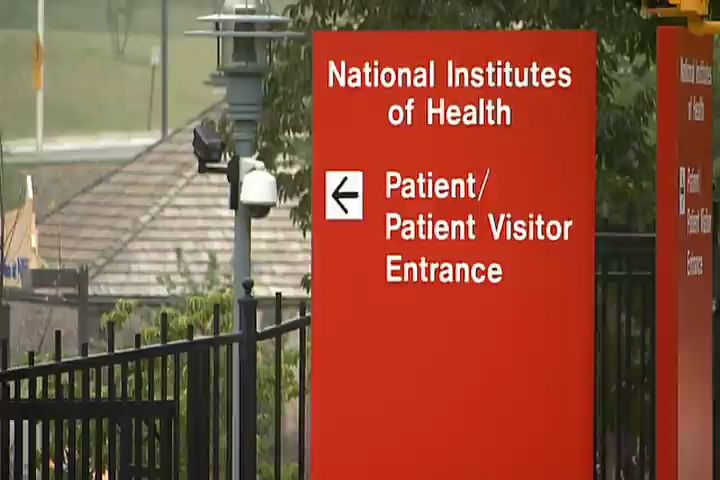 National Institutes
of Health
Patient/
Patient Visitor
Entrance
National Institutes
of Health
Patient/
Patient Visitor
Entrance